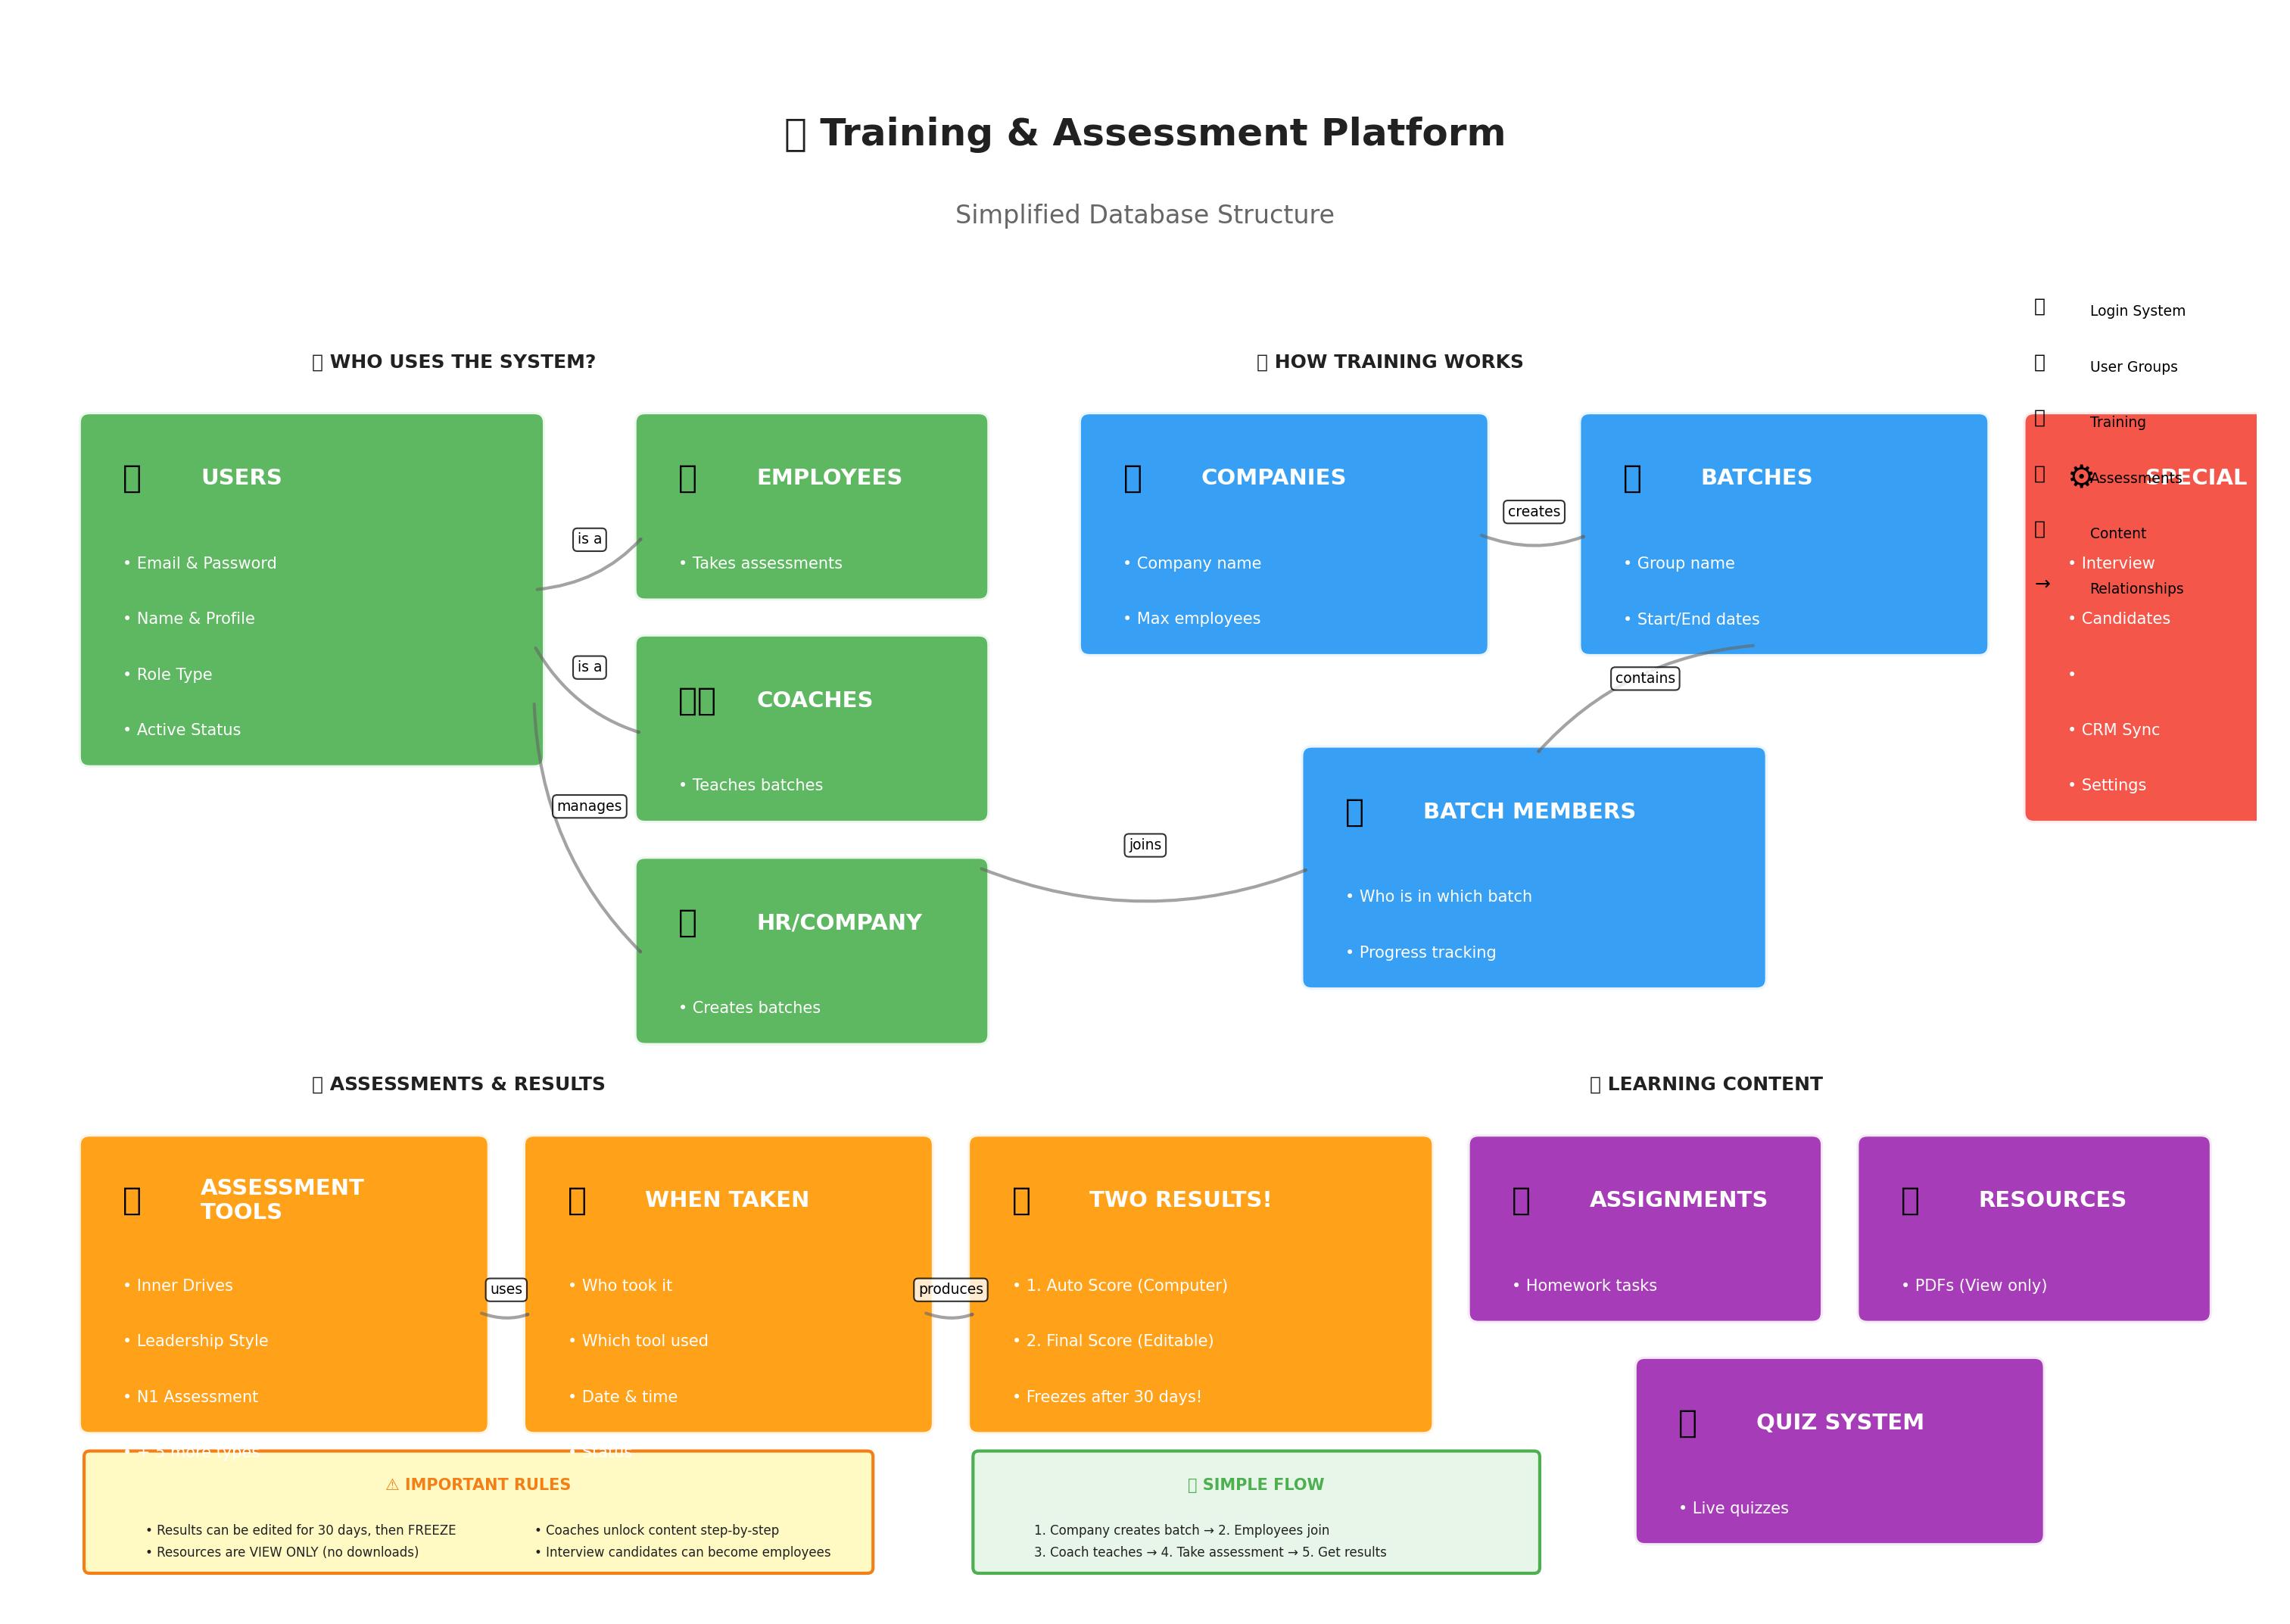 Training & Assessment Platform
Simplified Database Structure
WHO USES THE SYSTEM?
USERS
• Email & Password
• Name & Profile
• Role Type
• Active Status
is a
is a
manages
EMPLOYEES
• Takes assessments
COACHES
• Teaches batches
HR/COMPANY
• Creates batches
joins
HOW TRAINING WORKS
COMPANIES
• Company name
• Max employees
creates
BATCHES
• Group name
• Start/End dates
contains
BATCH MEMBERS
• Who is in which batch
• Progress tracking
Login System
User Groups
Training
Assessments
Content
→ Relationships
⚙ SPECIAL
• Interview
• Candidates
•
• CRM Sync
• Settings
ASSESSMENTS & RESULTS
ASSESSMENT
TOOLS
• Inner Drives
• Leadership Style
• N1 Assessment
uses
WHEN TAKEN
• Who took it
• Which tool used
• Date & time
• Status
produces
TWO RESULTS!
• 1. Auto Score (Computer)
• 2. Final Score (Editable)
• Freezes after 30 days!
LEARNING CONTENT
ASSIGNMENTS
• Homework tasks
RESOURCES
• PDFs (View only)
QUIZ SYSTEM
• Live quizzes
⚠ IMPORTANT RULES
• Results can be edited for 30 days, then FREEZE
• Resources are VIEW ONLY (no downloads)
• Coaches unlock content step-by-step
• Interview candidates can become employees
SIMPLE FLOW
1. Company creates batch → 2. Employees join
3. Coach teaches → 4. Take assessment → 5. Get results